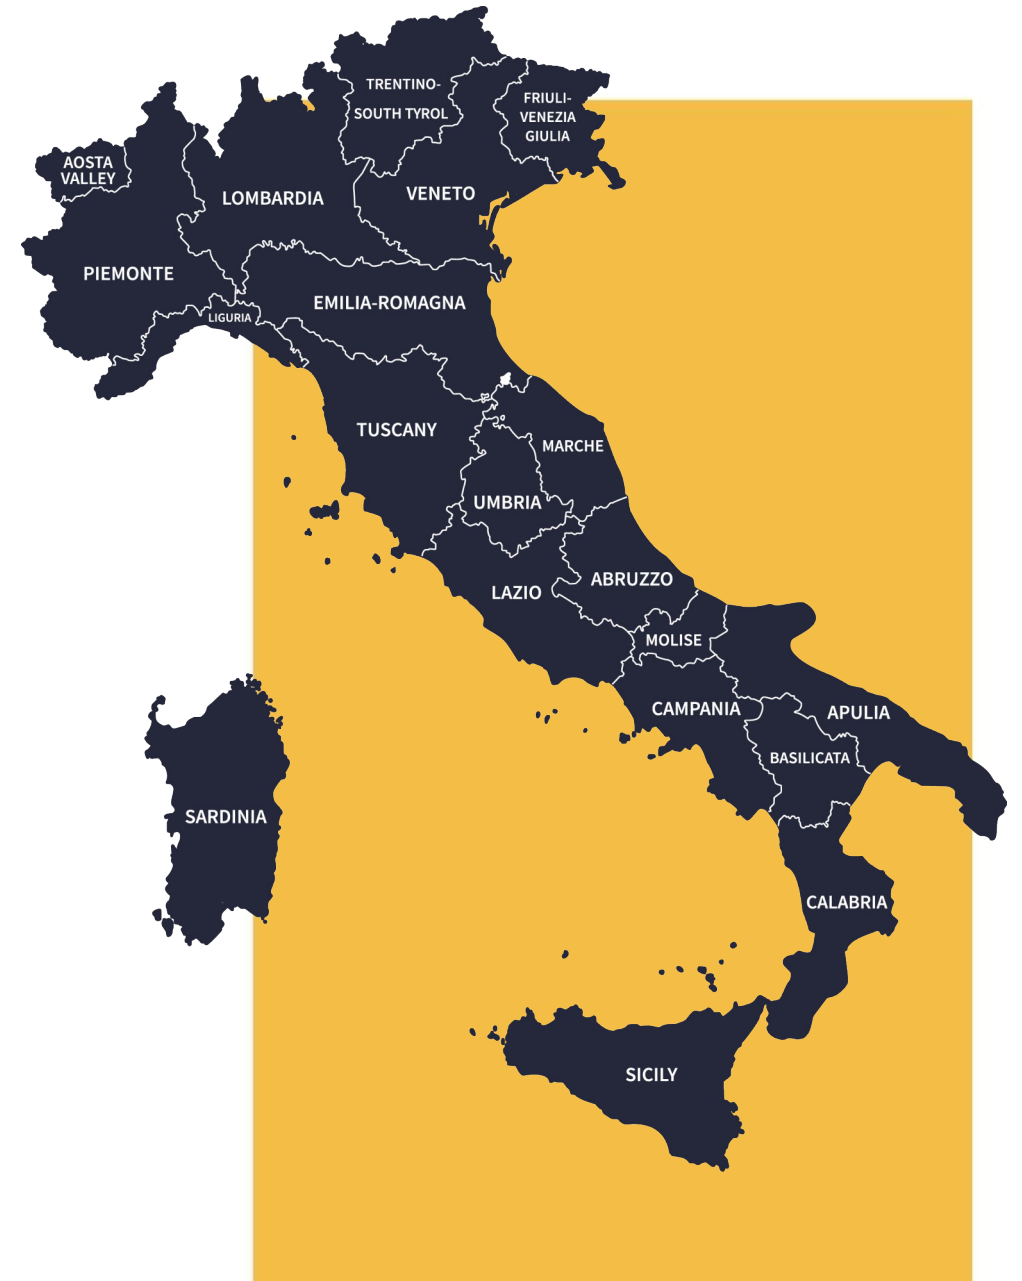 TRENTINO-
SOUTH TYROL
FRIULI-
VENEZIA
GIULIA
AOSTA
VALLEY
LOMBARDIA
VENETO
PIEMONTE
EMILIA-ROMAGNA
LIGURIA
TUSCANY
MARCHE
UMBRIA
ABRUZZO
LAZIO
MOLISE
CAMPANIA
APULIA
BASILICATA
SARDINIA
CALABRIA
SICILY